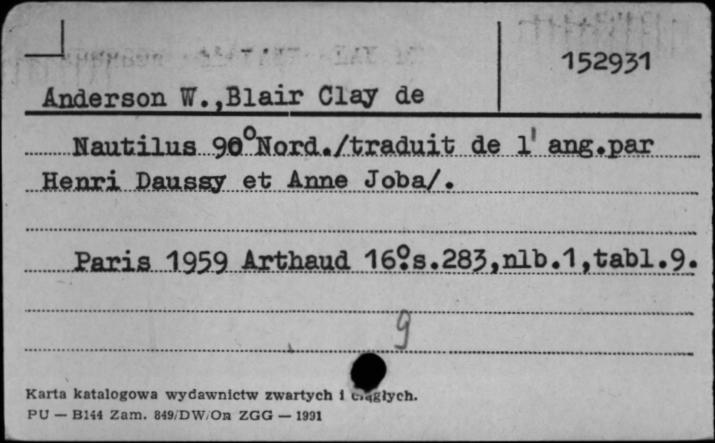 152931
Anderson W.,Blair Clay de
Nautilus 90°Nord./traduit de l' ang.par
Henri Daussy et Anne Joba/.
Paris 1959 Arthaud 16°s.283,nlb.1,tabl.9.
9
Karta katalogowa wydawnictw zwartych i ciągłych.
PU — B144 Zam. 849/DW/On ZGG — 1991